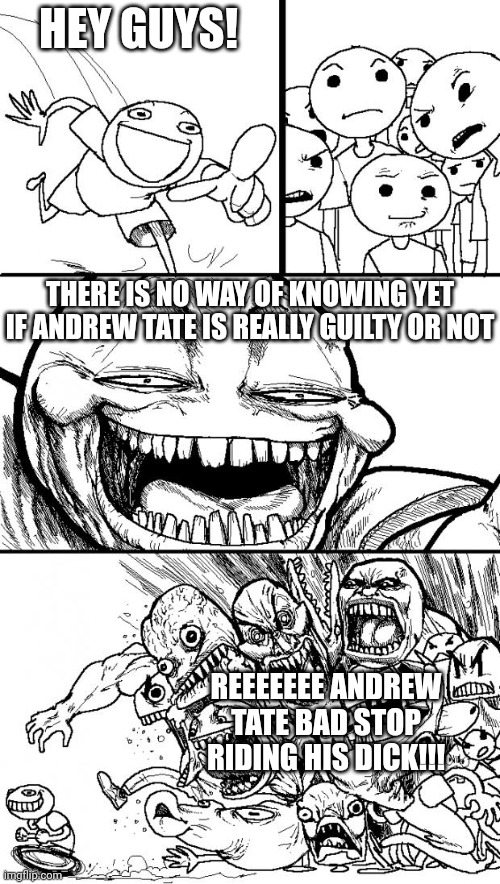 HEY GUYS!
THERE IS NO WAY OF KNOWING YET
IF ANDREW TATE IS REALLY GUILTY OR NOT
REEEEEEE ANDREW
TATE BAD STOP
RIDING HIS DICK!!!
imgflip.com